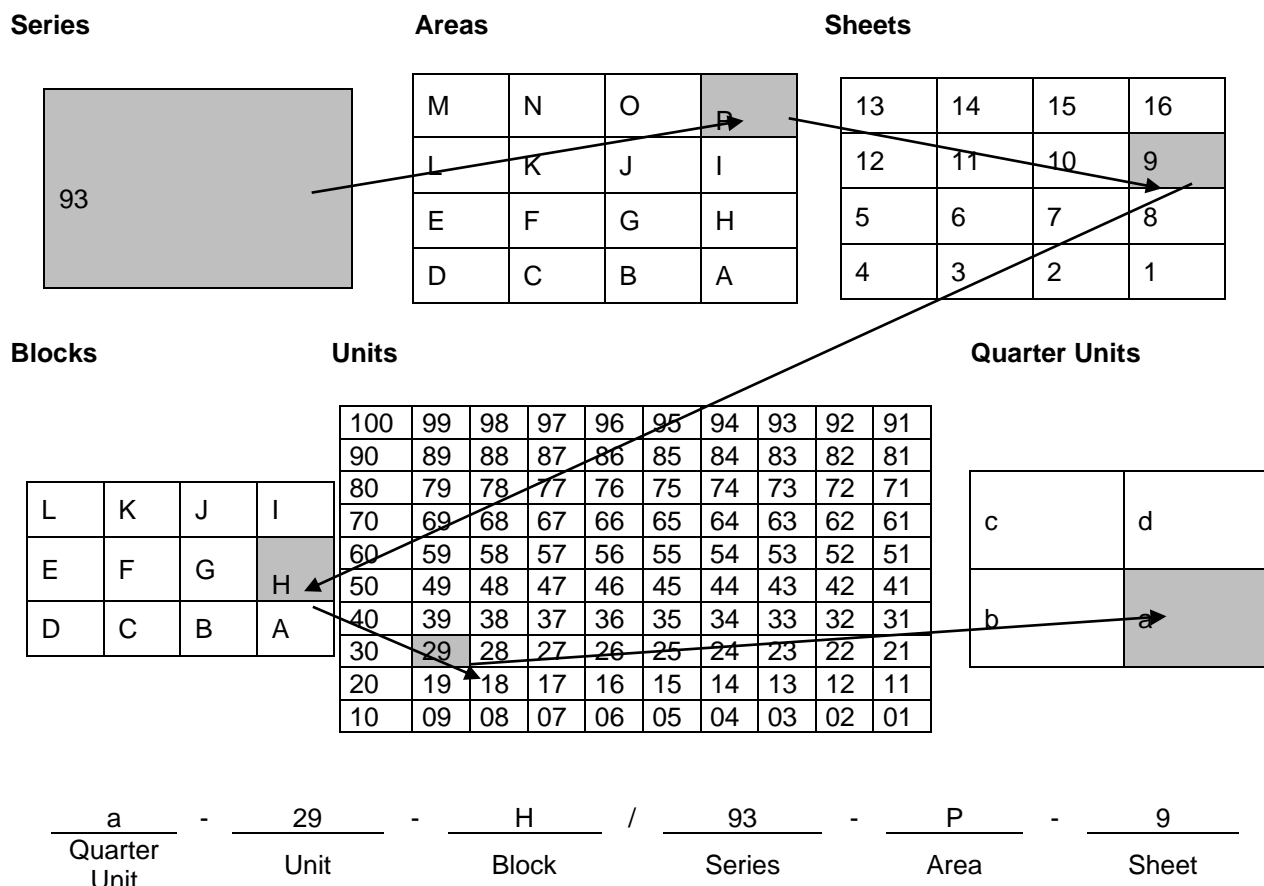 Series Areas Sheets
93
M N O P
L K J I
E F G H
D C B A
13 14 15 16
12 11 10 9
5 6 7 8
4 3 2 1
Blocks Units Quarter Units
L K J I
E F G H
D C B A
100 99 98 97 96 95 94 93 92 91
90 89 88 87 86 85 84 83 82 81
80 79 78 77 76 75 74 73 72 71
70 69 68 67 66 65 64 63 62 61
60 59 58 57 56 55 54 53 52 51
50 49 48 47 46 45 44 43 42 41
40 39 38 37 36 35 34 33 32 31
30 29 28 27 26 25 24 23 22 21
20 19 18 17 16 15 14 13 12 11
10 09 08 07 06 05 04 03 02 01
c d
b a
a - 29 - H / 93 - P - 9
Quarter Unit Unit Block Series Area Sheet